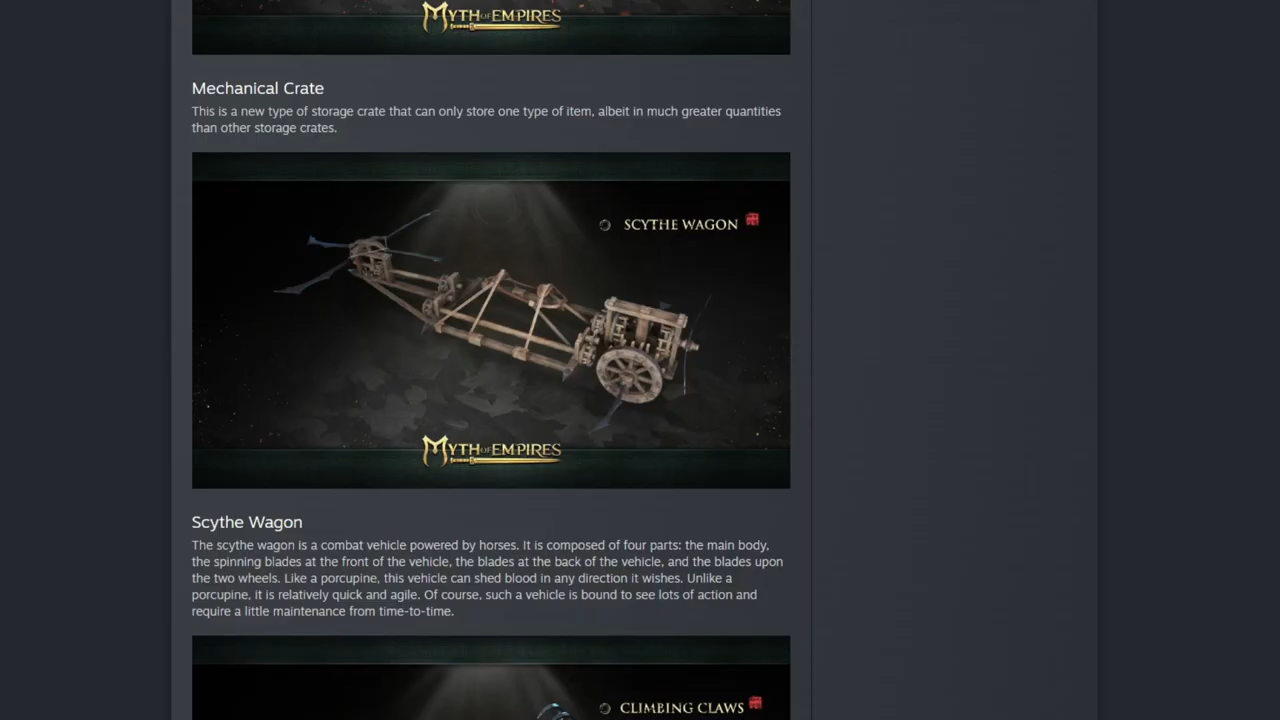 MYTH OF EMPIRES
Mechanical Crate
This is a new type of storage crate that can only store one type of item, albeit in much greater quantities
than other storage crates.
SCYTHE WAGON
MYTH OF EMPIRES
Scythe Wagon
The scythe wagon is a combat vehicle powered by horses. It is composed of four parts: the main body,
the spinning blades at the front of the vehicle, the blades at the back of the vehicle, and the blades upon
the two wheels. Like a porcupine, this vehicle can shed blood in any direction it wishes. Unlike a
porcupine, it is relatively quick and agile. Of course, such a vehicle is bound to see lots of action and
require a little maintenance from time-to-time.
CLIMBING CLAWS